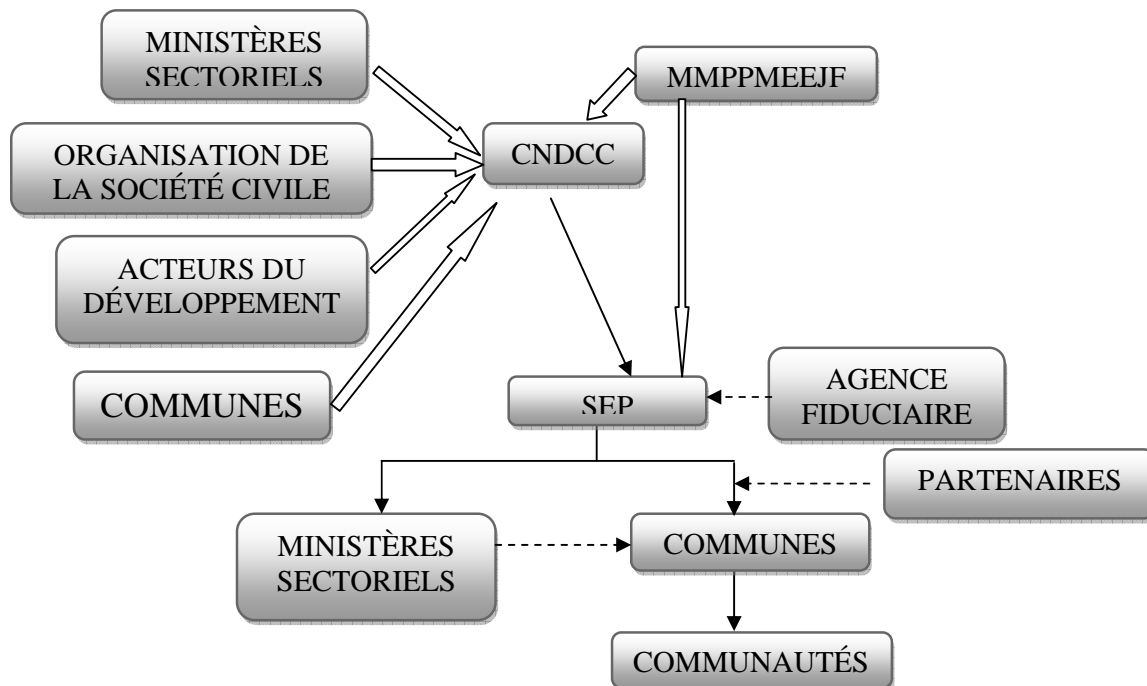 MINISTÈRES
SECTORIELS
MMPPMEEJF
CNDCC
ORGANISATION DE
LA SOCIÉTÉ CIVILE
ACTEURS DU
DÉVELOPPEMENT
COMMUNES
SEP
AGENCE
FIDUCIAIRE
PARTENAIRES
MINISTÈRES
SECTORIELS
COMMUNES
COMMUNAUTÉS